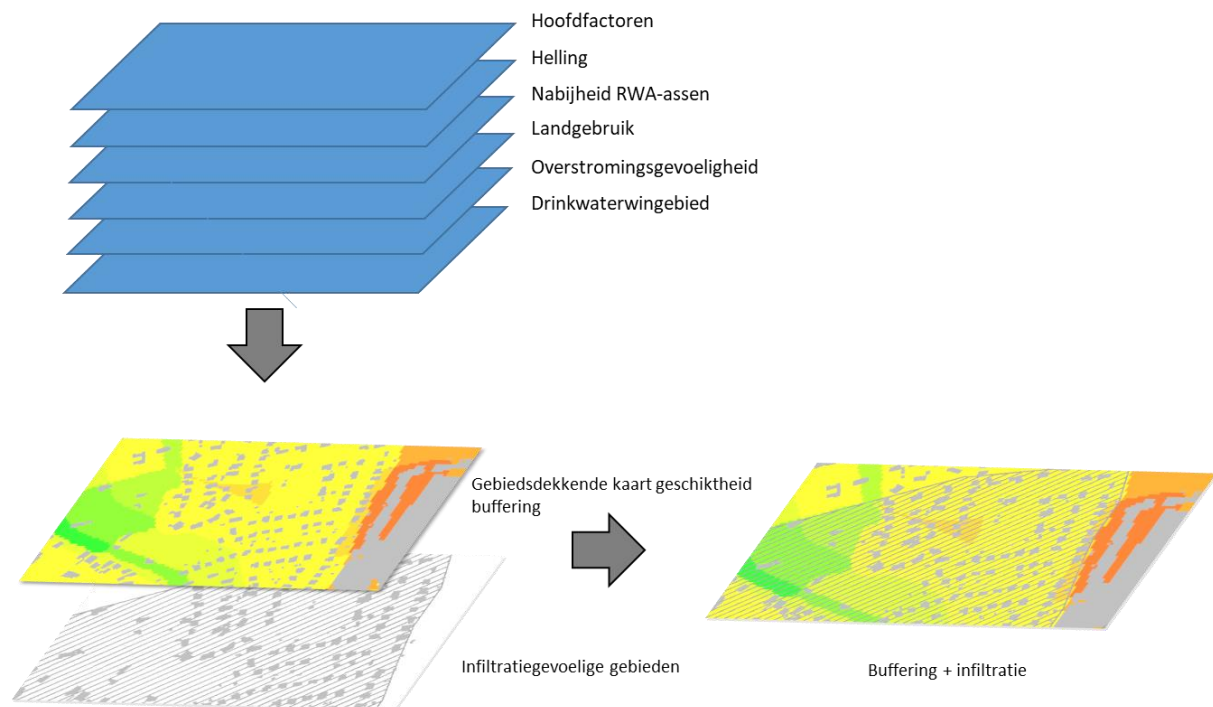 Hoofdfactoren
Helling
Nabijheid RWA-assen
Landgebruik
Overstromingsgevoeligheid
Drinkwaterwingebied
Gebiedsdekkende kaart geschiktheid
buffering
Infiltratiegevoelige gebieden
Buffering + infiltratie